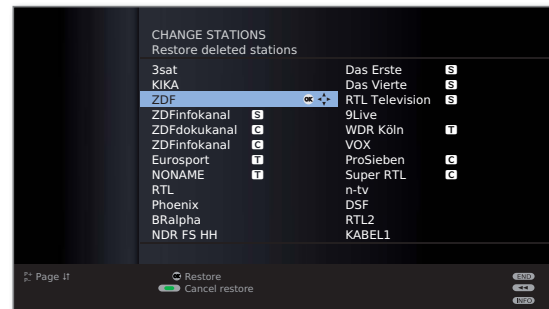 CHANGE STATIONS
Restore deleted stations
3sat
KIKA
ZDF OK
ZDFinfokanal S
ZDFdokukanal C
ZDFinfokanal C
Eurosport T
NONAME T
RTL
Phoenix
BRalpha
NDR FS HH
Das Erste S
Das Vierte S
RTL Television S
9Live
WDR Köln T
VOX
ProSieben C
Super RTL C
n-tv
DSF
RTL2
KABEL1
P+ P- Page
OK Restore
Cancel restore
END
INFO